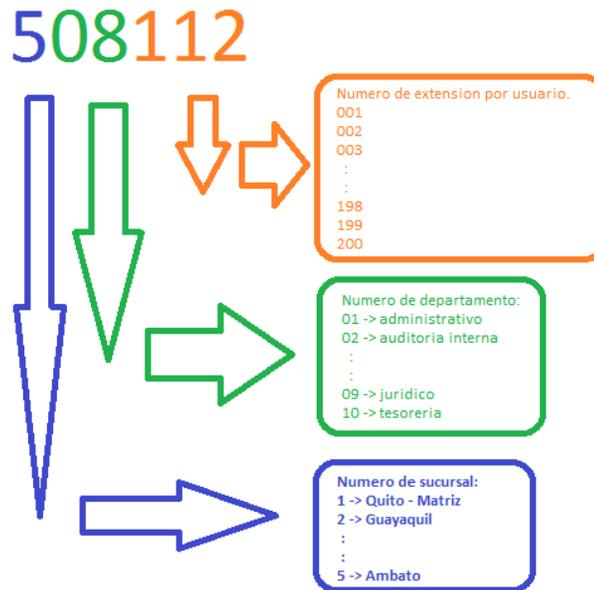 508112
Numero de extension por usuario.
001
002
003
:
:
198
199
200
Numero de departamento:
01 -> administrativo
02 -> auditoria interna
:
:
09 -> juridico
10 -> tesoreria
Numero de sucursal:
1 -> Quito - Matriz
2 -> Guayaquil
:
:
5 -> Ambato